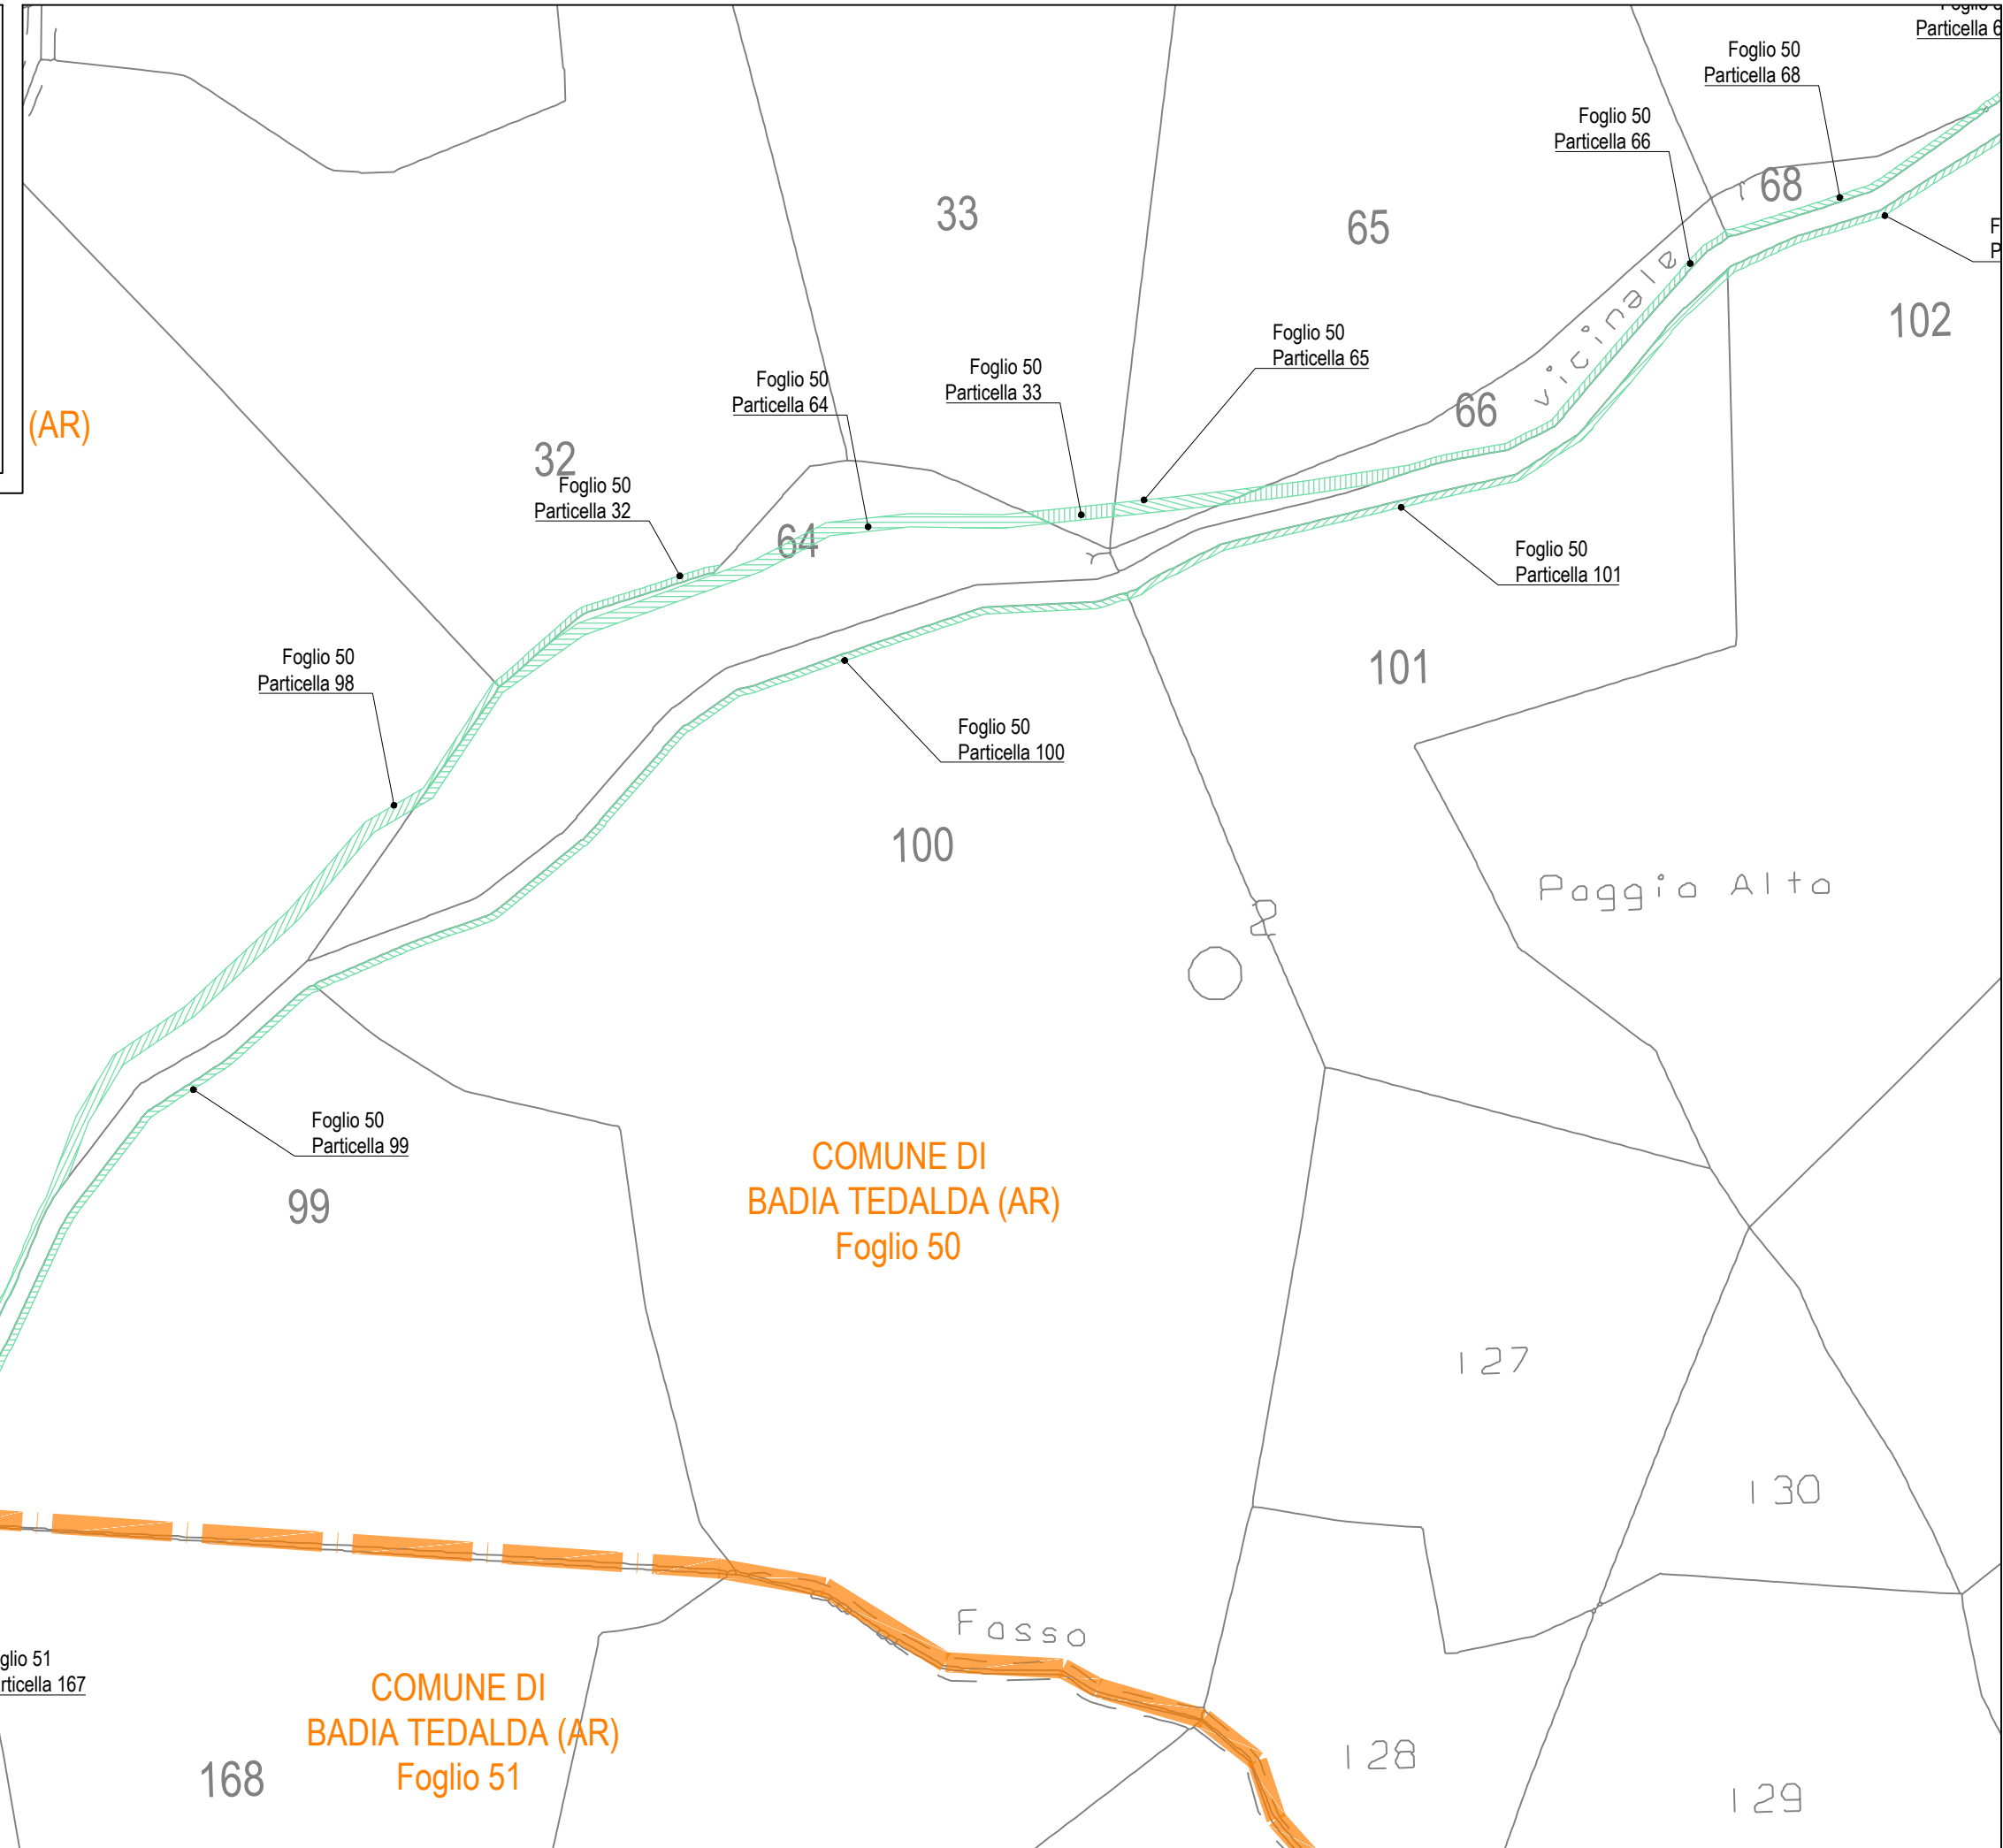 Particella 6
Foglio 50
Particella 68
Foglio 50
Particella 66
68
33
65
vicinale
102
Foglio 50
Particella 65
Foglio 50
Particella 33
Foglio 50
Particella 64
66
(AR)
32
Foglio 50
Particella 32
64
Foglio 50
Particella 101
Foglio 50
Particella 98
101
Foglio 50
Particella 100
100
Poggio Alto
2
Foglio 50
Particella 99
99
COMUNE DI
BADIA TEDALDA (AR)
Foglio 50
127
130
Fosso
glio 51
articella 167
COMUNE DI
BADIA TEDALDA (AR)
Foglio 51
168
128
129